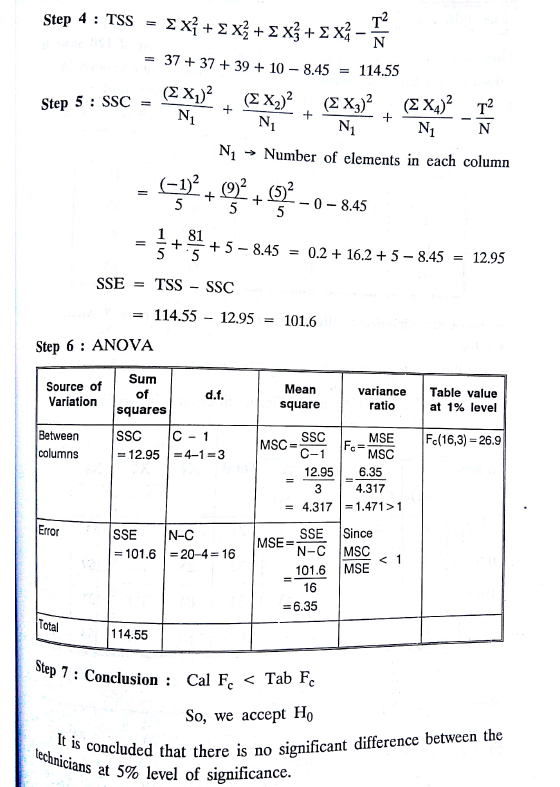 Step 4 : TSS = Σ X₁² + Σ X₂² + Σ X₃² + Σ X₄² − T²/N
= 37 + 37 + 39 + 10 − 8.45 = 114.55
Step 5 : SSC = (Σ X₁)²/N₁ + (Σ X₂)²/N₁ + (Σ X₃)²/N₁ + (Σ X₄)²/N₁ − T²/N
N₁ → Number of elements in each column
= (−1)²/5 + (9)²/5 + (5)²/5 − 0 − 8.45
= 1/5 + 81/5 + 5 − 8.45 = 0.2 + 16.2 + 5 − 8.45 = 12.95
SSE = TSS − SSC
= 114.55 − 12.95 = 101.6
Step 6 : ANOVA
Source of Variation | Sum of squares | d.f. | Mean square | variance ratio | Table value at 1% level
Between columns | SSC = 12.95 | C - 1 = 4–1 = 3 | MSC = SSC/C−1 = 12.95/3 = 4.317 | F_c = MSE/MSC = 6.35/4.317 = 1.471 > 1 | F_c(16,3) = 26.9
Error | SSE = 101.6 | N–C = 20–4 = 16 | MSE = SSE/N−C = 101.6/16 = 6.35 | Since MSC/MSE < 1
Total | 114.55
Step 7 : Conclusion : Cal F_c < Tab F_c
So, we accept H₀
It is concluded that there is no significant difference between the
technicians at 5% level of significance.